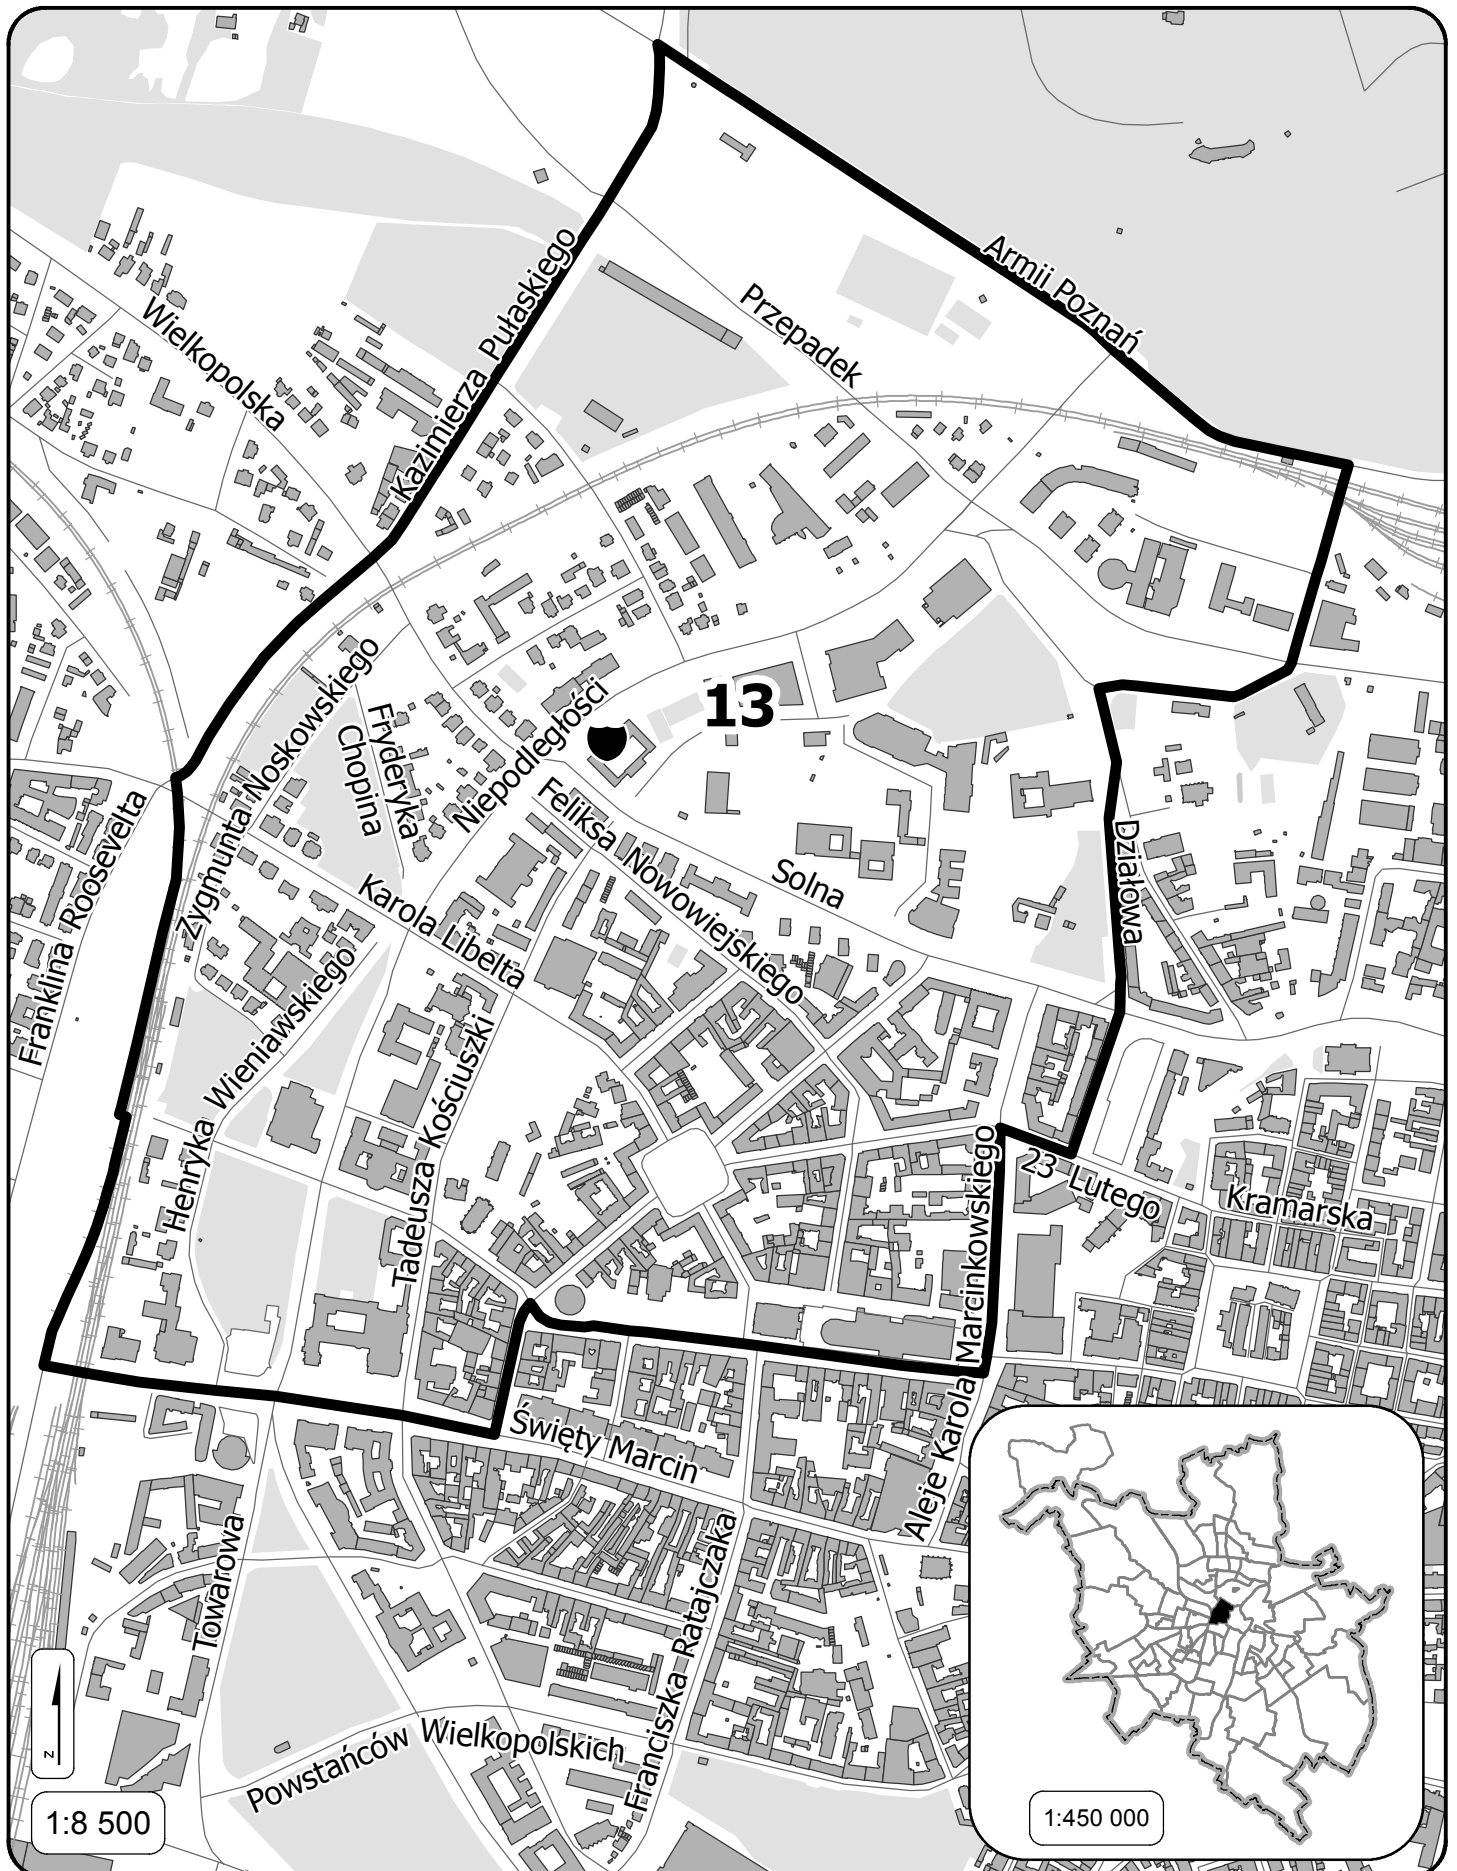 Armii Poznań
Kazimierza Pułaskiego
Przepadek
Wielkopolska
Zygmunta Noskowskiego
Fryderyka
Chopina
Niepodległości
13
Franklina Roosevelta
Feliksa Nowowiejskiego
Solna
Działowa
Karola Libelta
Henryka Wieniawskiego
Tadeusza Kościuszki
23 Lutego
Kramarska
Aleje Karola Marcinkowskiego
Święty Marcin
Towarowa
Franciszka Ratajczaka
Powstańców Wielkopolskich
N
1:8 500
1:450 000